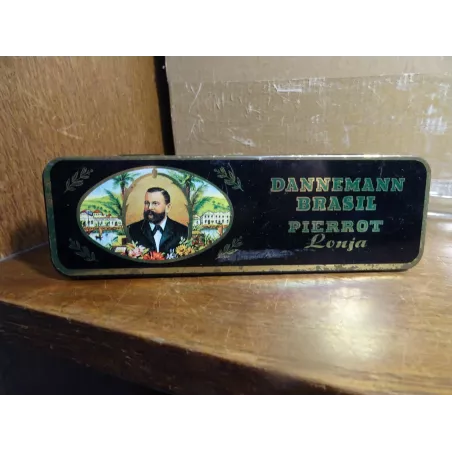 DANNEMANN
BRASIL
PIERROT
Lonja